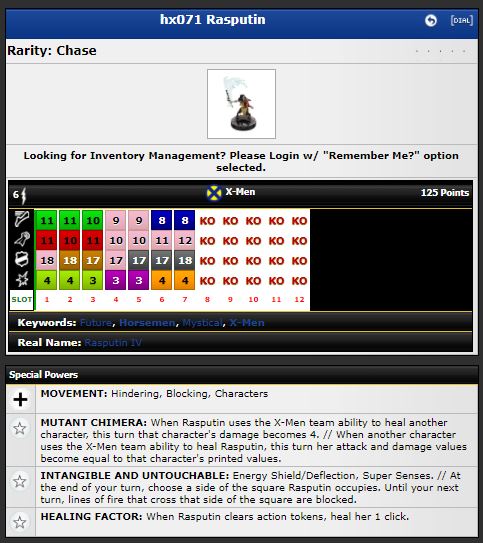 hx071 Rasputin
[DIAL]
Rarity: Chase
. . . . .
Looking for Inventory Management? Please Login w/ "Remember Me?" option
selected.
6 X-Men 125 Points
11 11 10 9 9 8 8 KO KO KO KO KO
11 10 11 10 10 11 12 KO KO KO KO KO
18 18 17 17 17 17 18 KO KO KO KO KO
4 4 4 3 3 4 4 KO KO KO KO KO
SLOT 1 2 3 4 5 6 7 8 9 10 11 12
Keywords: Future, Horsemen, Mystical, X-Men
Real Name: Rasputin IV
Special Powers
MOVEMENT: Hindering, Blocking, Characters
MUTANT CHIMERA: When Rasputin uses the X-Men team ability to heal another
character, this turn that character's damage becomes 4. // When another character
uses the X-Men team ability to heal Rasputin, this turn her attack and damage values
become equal to that character's printed values.
INTANGIBLE AND UNTOUCHABLE: Energy Shield/Deflection, Super Senses. // At
the end of your turn, choose a side of the square Rasputin occupies. Until your next
turn, lines of fire that cross that side of the square are blocked.
HEALING FACTOR: When Rasputin clears action tokens, heal her 1 click.